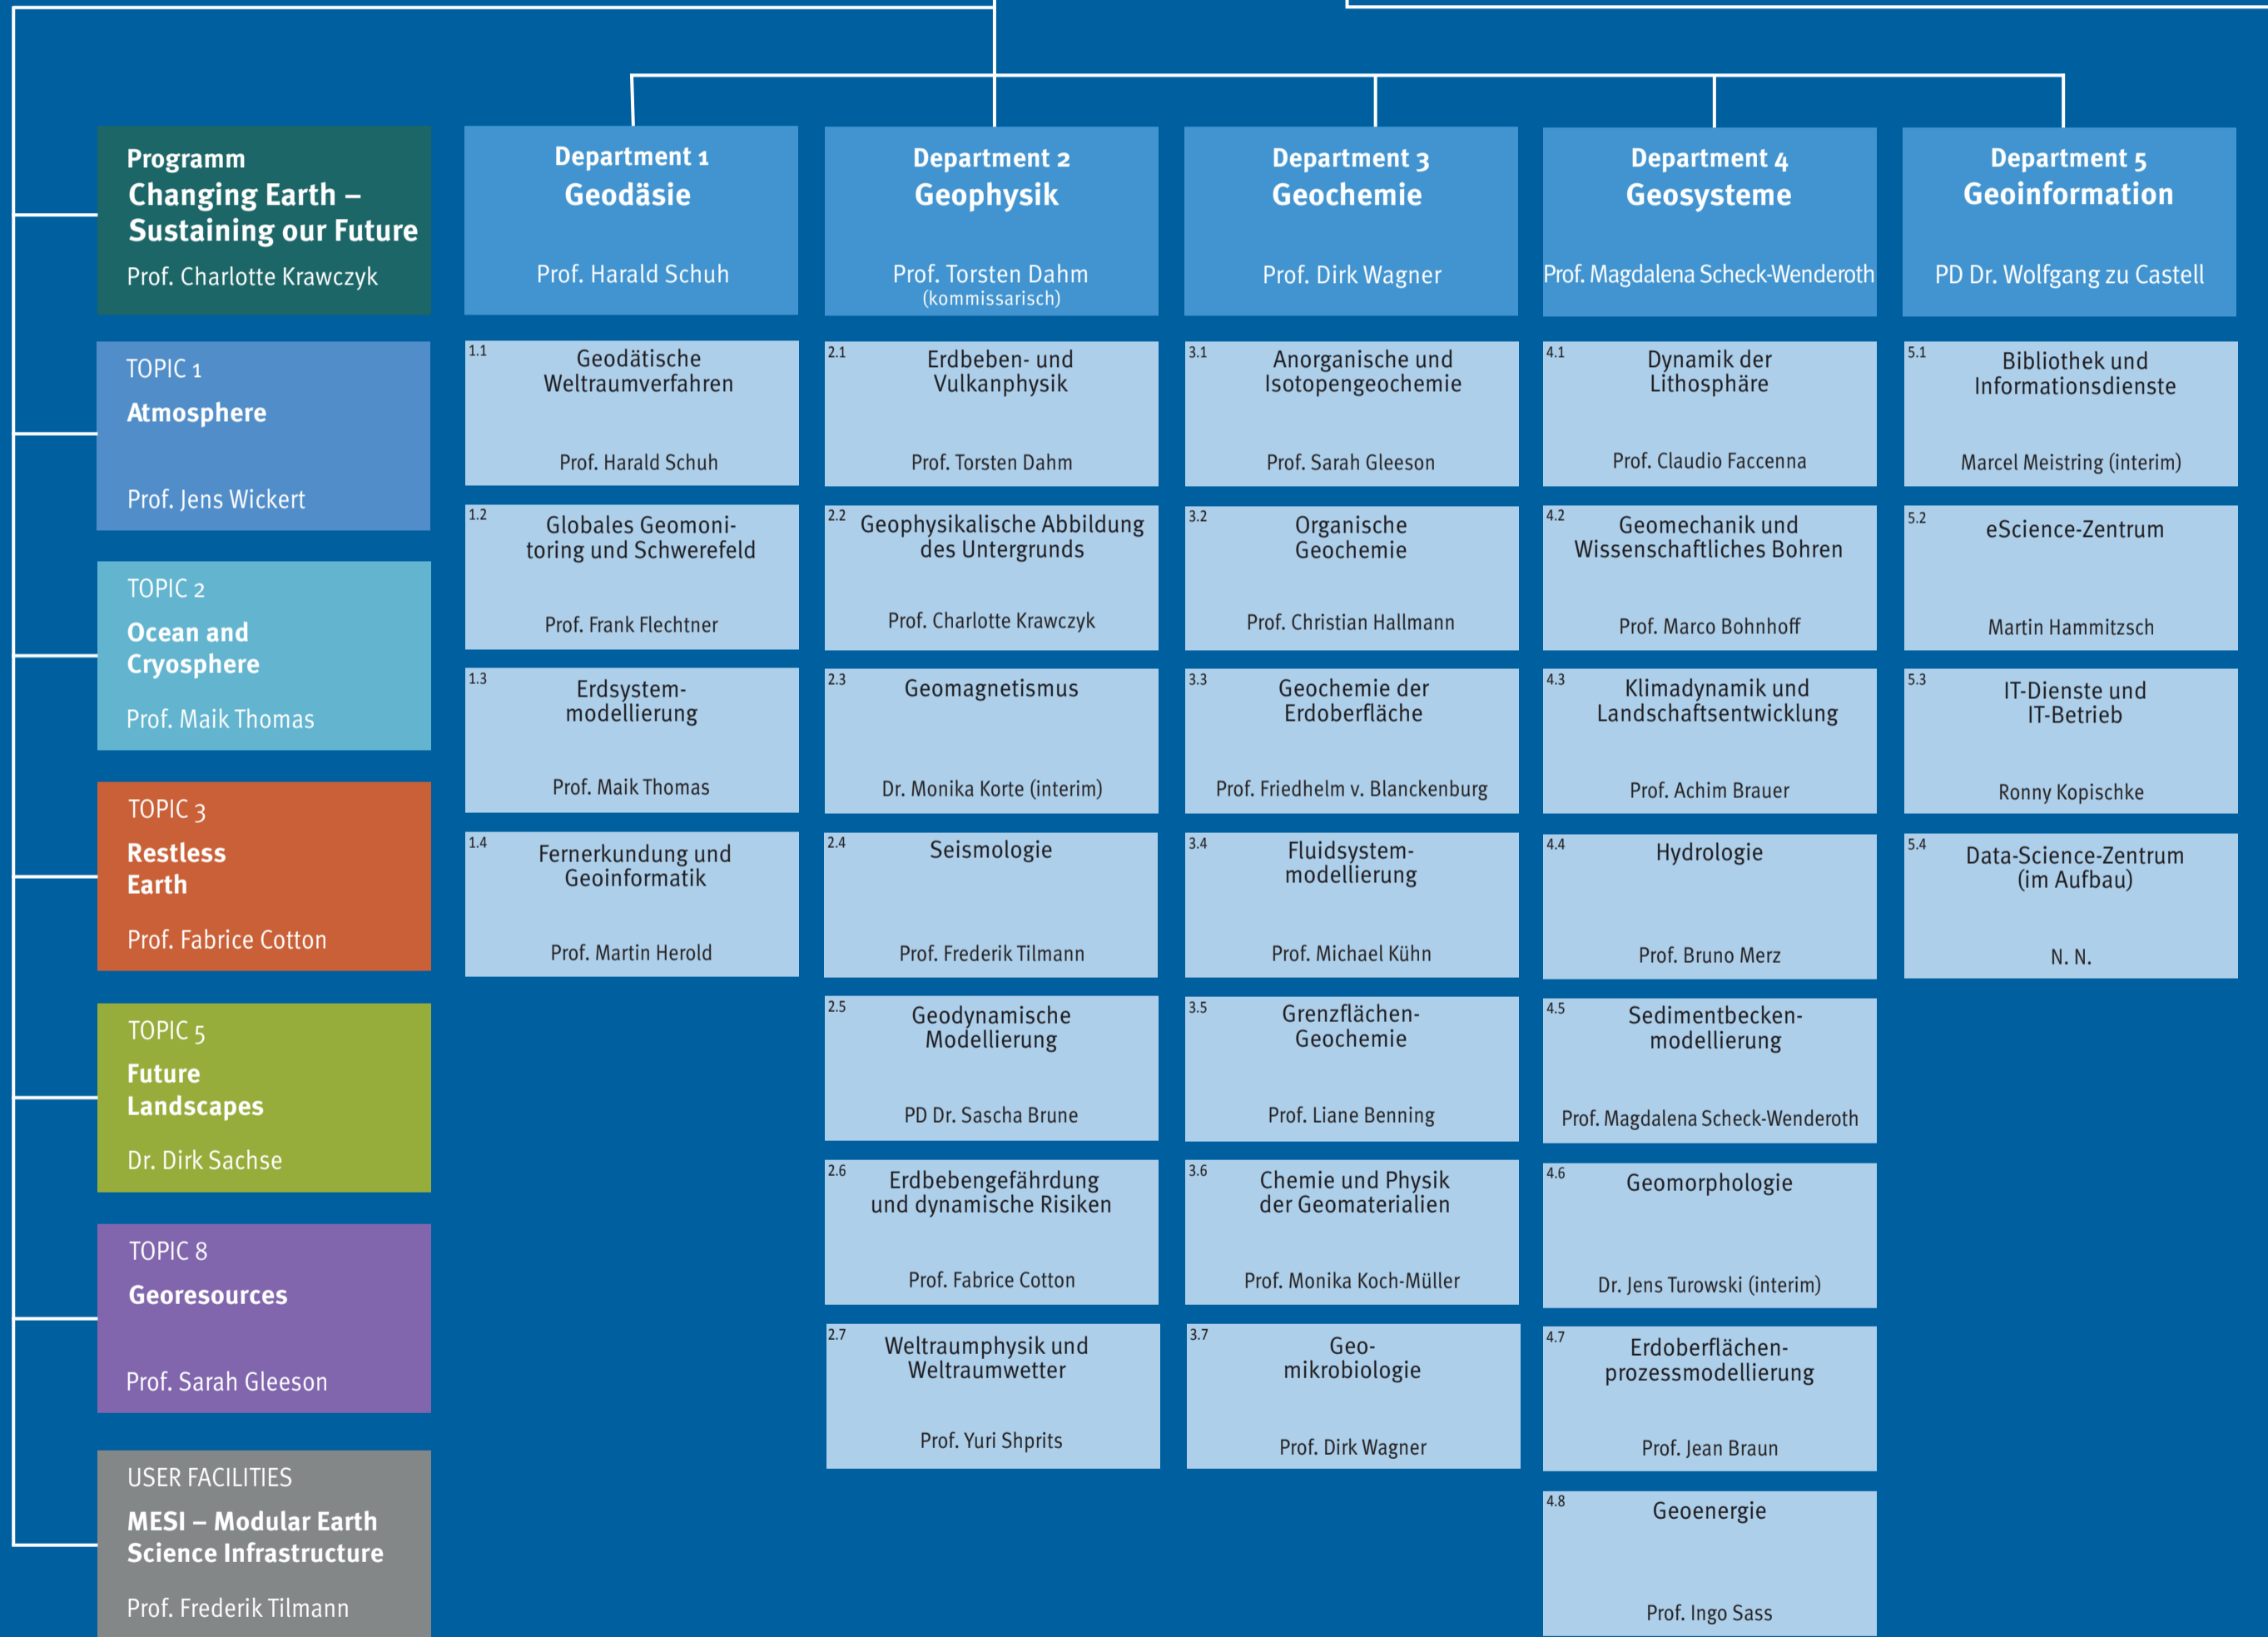 Programm
Changing Earth –
Sustaining our Future
Prof. Charlotte Krawczyk
TOPIC 1
Atmosphere
Prof. Jens Wickert
TOPIC 2
Ocean and
Cryosphere
Prof. Maik Thomas
TOPIC 3
Restless
Earth
Prof. Fabrice Cotton
TOPIC 5
Future
Landscapes
Dr. Dirk Sachse
TOPIC 8
Georesources
Prof. Sarah Gleeson
USER FACILITIES
MESI – Modular Earth
Science Infrastructure
Prof. Frederik Tilmann
Department 1
Geodäsie
Prof. Harald Schuh
1.1
Geodätische
Weltraumverfahren
Prof. Harald Schuh
1.2
Globales Geomoni-
toring und Schwerefeld
Prof. Frank Flechtner
1.3
Erdsystem-
modellierung
Prof. Maik Thomas
1.4
Fernerkundung und
Geoinformatik
Prof. Martin Herold
Department 2
Geophysik
Prof. Torsten Dahm
(kommissarisch)
2.1
Erdbeben- und
Vulkanphysik
Prof. Torsten Dahm
2.2
Geophysikalische Abbildung
des Untergrunds
Prof. Charlotte Krawczyk
2.3
Geomagnetismus
Dr. Monika Korte (interim)
2.4
Seismologie
Prof. Frederik Tilmann
2.5
Geodynamische
Modellierung
PD Dr. Sascha Brune
2.6
Erdbebengefährdung
und dynamische Risiken
Prof. Fabrice Cotton
2.7
Weltraumphysik und
Weltraumwetter
Prof. Yuri Shprits
Department 3
Geochemie
Prof. Dirk Wagner
3.1
Anorganische und
Isotopengeochemie
Prof. Sarah Gleeson
3.2
Organische
Geochemie
Prof. Christian Hallmann
3.3
Geochemie der
Erdoberfläche
Prof. Friedhelm v. Blanckenburg
3.4
Fluidsystem-
modellierung
Prof. Michael Kühn
3.5
Grenzflächen-
Geochemie
Prof. Liane Benning
3.6
Chemie und Physik
der Geomaterialien
Prof. Monika Koch-Müller
3.7
Geo-
mikrobiologie
Prof. Dirk Wagner
Department 4
Geosysteme
Prof. Magdalena Scheck-Wenderoth
4.1
Dynamik der
Lithosphäre
Prof. Claudio Faccenna
4.2
Geomechanik und
Wissenschaftliches Bohren
Prof. Marco Bohnhoff
4.3
Klimadynamik und
Landschaftsentwicklung
Prof. Achim Brauer
4.4
Hydrologie
Prof. Bruno Merz
4.5
Sedimentbecken-
modellierung
Prof. Magdalena Scheck-Wenderoth
4.6
Geomorphologie
Dr. Jens Turowski (interim)
4.7
Erdoberflächen-
prozessmodellierung
Prof. Jean Braun
4.8
Geoenergie
Prof. Ingo Sass
Department 5
Geoinformation
PD Dr. Wolfgang zu Castell
5.1
Bibliothek und
Informationsdienste
Marcel Meistring (interim)
5.2
eScience-Zentrum
Martin Hammitzsch
5.3
IT-Dienste und
IT-Betrieb
Ronny Kopischke
5.4
Data-Science-Zentrum
(im Aufbau)
N. N.